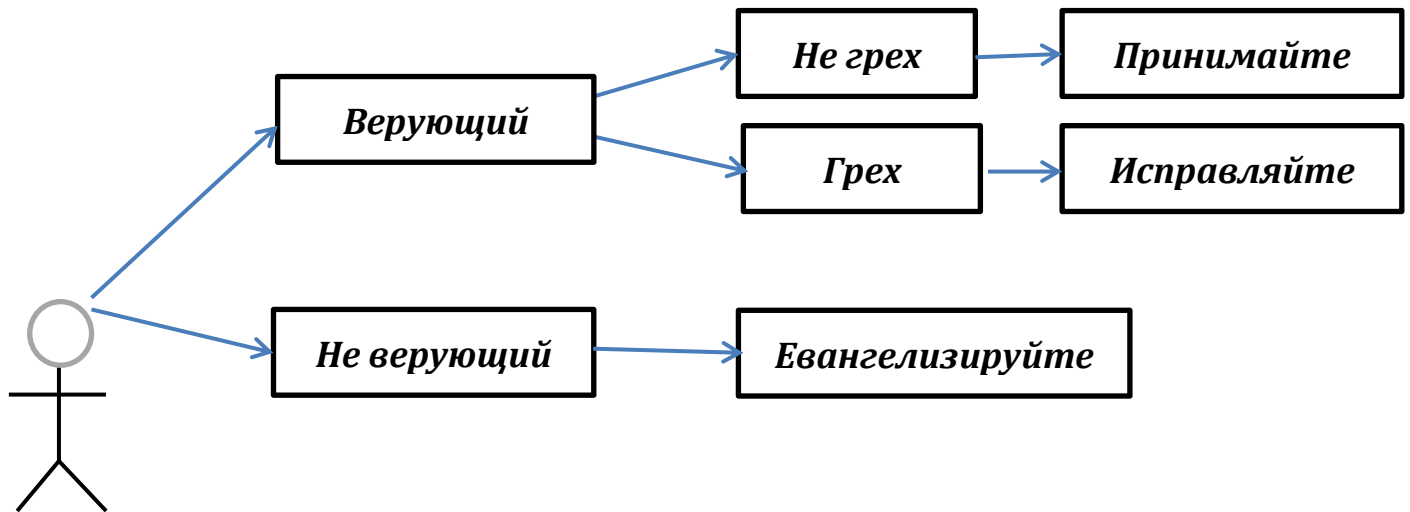 Не грех
Принимайте
Верующий
Грех
Исправляйте
Не верующий
Евангелизируйте